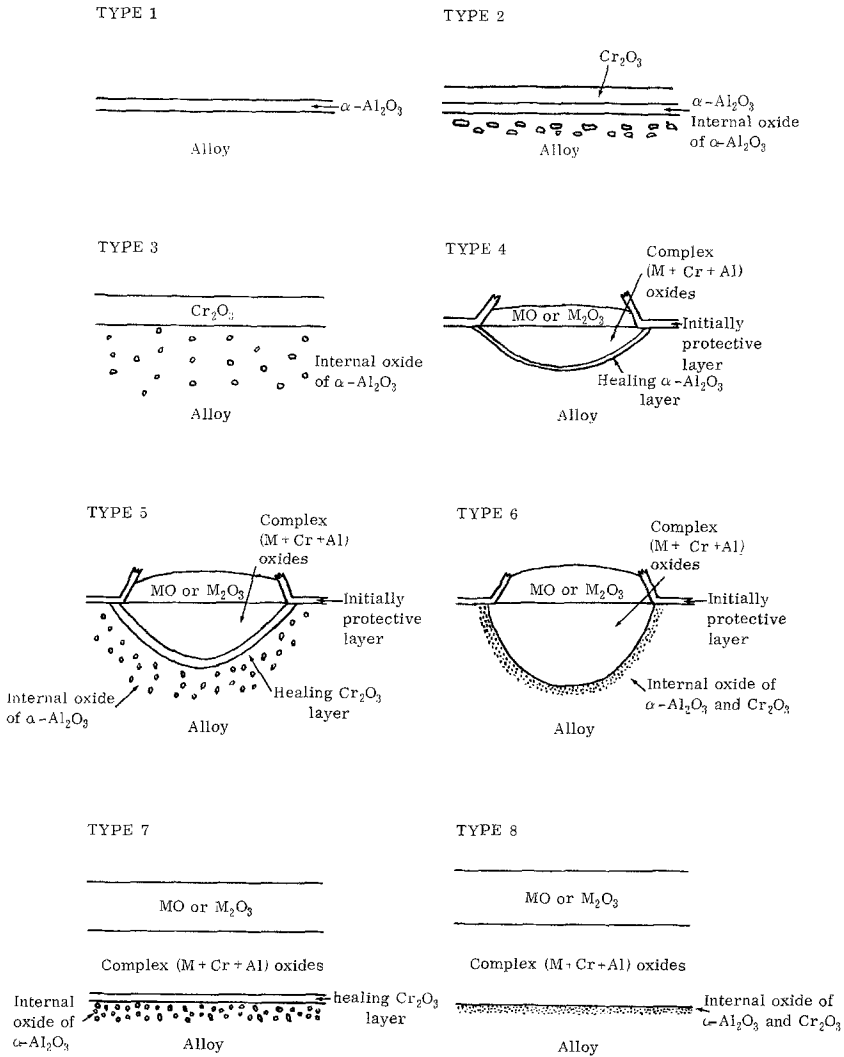 TYPE 1
α-Al₂O₃
Alloy
TYPE 2
Cr₂O₃
α-Al₂O₃
Internal oxide
of α-Al₂O₃
Alloy
TYPE 3
Cr₂O₃
Internal oxide
of α-Al₂O₃
Alloy
TYPE 4
Complex
(M + Cr + Al)
oxides
MO or M₂O₃
Initially
protective
layer
Healing α-Al₂O₃
layer
Alloy
TYPE 5
Complex
(M + Cr +Al)
oxides
MO or M₂O₃
Initially
protective
layer
Internal oxide
of α-Al₂O₃
Healing Cr₂O₃
layer
Alloy
TYPE 6
Complex
(M + Cr +Al)
oxides
MO or M₂O₃
Initially
protective
layer
Internal oxide of
α-Al₂O₃ and Cr₂O₃
Alloy
TYPE 7
MO or M₂O₃
Complex (M + Cr + Al) oxides
Internal
oxide of
α-Al₂O₃
healing Cr₂O₃
layer
Alloy
TYPE 8
MO or M₂O₃
Complex (M + Cr+Al) oxides
Internal oxide of
α-Al₂O₃ and Cr₂O₃
Alloy